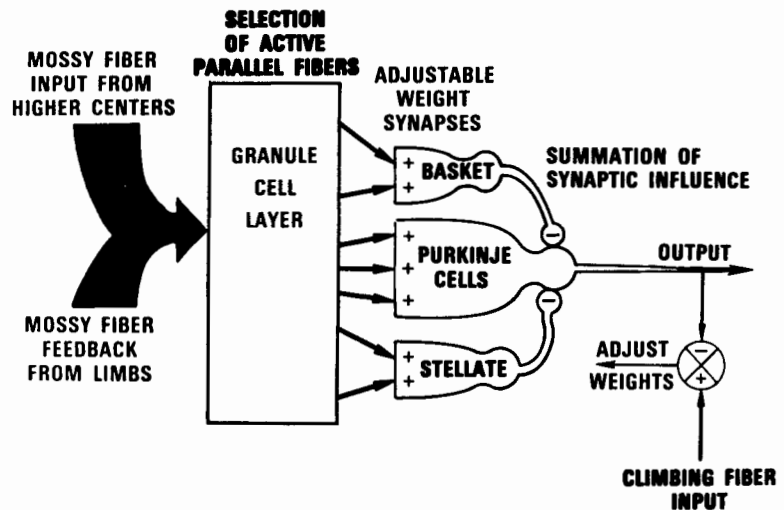 SELECTION
OF ACTIVE
PARALLEL FIBERS
MOSSY FIBER
INPUT FROM
HIGHER CENTERS
ADJUSTABLE
WEIGHT
SYNAPSES
GRANULE
CELL
LAYER
+
+
BASKET
SUMMATION OF
SYNAPTIC INFLUENCE
−
+
+
+
PURKINJE
CELLS
OUTPUT
−
MOSSY FIBER
FEEDBACK
FROM LIMBS
+
+
STELLATE
ADJUST
WEIGHTS
−
+
CLIMBING FIBER
INPUT